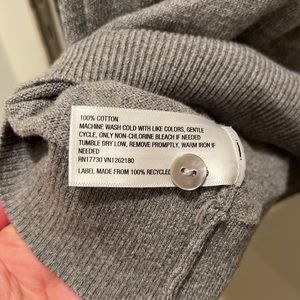 100% COTTON
MACHINE WASH COLD WITH LIKE COLORS, GENTLE
CYCLE, ONLY NON-CHLORINE BLEACH IF NEEDED
TUMBLE DRY LOW, REMOVE PROMPTLY, WARM IRON IF
NEEDED
RN17730 VN1262180
LABEL MADE FROM 100% RECYCLED